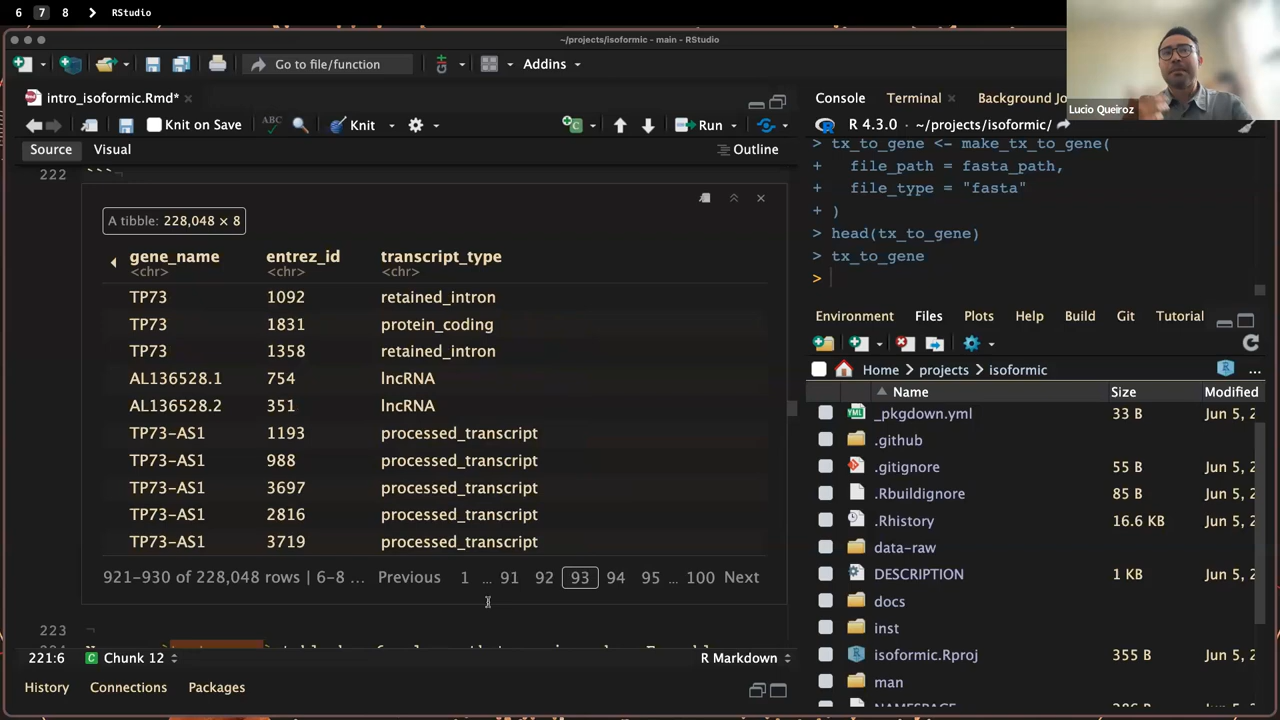 6 7 8 > RStudio
~/projects/isoformic - main - RStudio
Go to file/function
Addins
Lucio Queiroz
intro_isoformic.Rmd*
Knit on Save
ABC
Knit
Run
Source
Visual
Outline
222
```
A tibble: 228,048 × 8
gene_name entrez_id transcript_type
<chr> <chr> <chr>
TP73 1092 retained_intron
TP73 1831 protein_coding
TP73 1358 retained_intron
AL136528.1 754 lncRNA
AL136528.2 351 lncRNA
TP73-AS1 1193 processed_transcript
TP73-AS1 988 processed_transcript
TP73-AS1 3697 processed_transcript
TP73-AS1 2816 processed_transcript
TP73-AS1 3719 processed_transcript
921-930 of 228,048 rows | 6-8 ... Previous 1 ... 91 92 93 94 95 ... 100 Next
223
221:6
Chunk 12
R Markdown
History
Connections
Packages
Console
Terminal
Background Jo
R 4.3.0 · ~/projects/isoformic/
> tx_to_gene <- make_tx_to_gene(
+ file_path = fasta_path,
+ file_type = "fasta"
+ )
> head(tx_to_gene)
> tx_to_gene
>
Environment
Files
Plots
Help
Build
Git
Tutorial
Home
projects
isoformic
...
Name Size Modified
_pkgdown.yml 33 B Jun 5, 2
.github
.gitignore 55 B Jun 5, 2
.Rbuildignore 85 B Jun 5, 2
.Rhistory 16.6 KB Jun 5, 2
data-raw
DESCRIPTION 1 KB Jun 5, 2
docs
inst
isoformic.Rproj 355 B Jun 5, 2
man